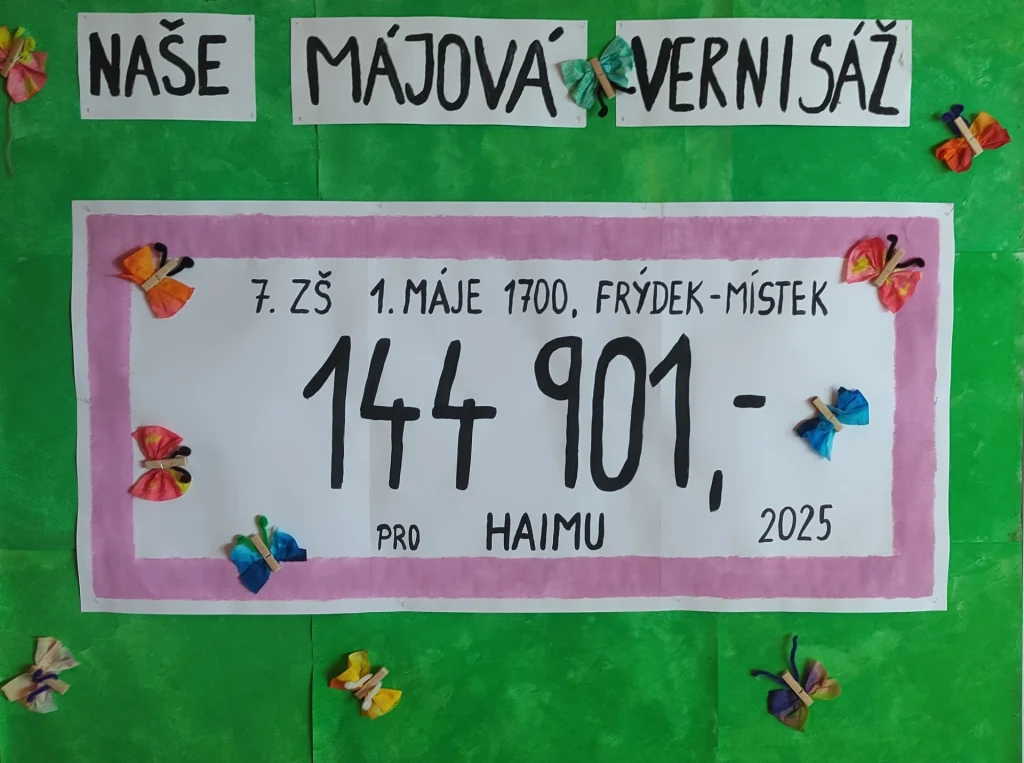 NAŠE MÁJOVÁ VERNISÁŽ
7. ZŠ 1. MÁJE 1700, FRÝDEK-MÍSTEK
144 901,-
PRO HAIMU 2025